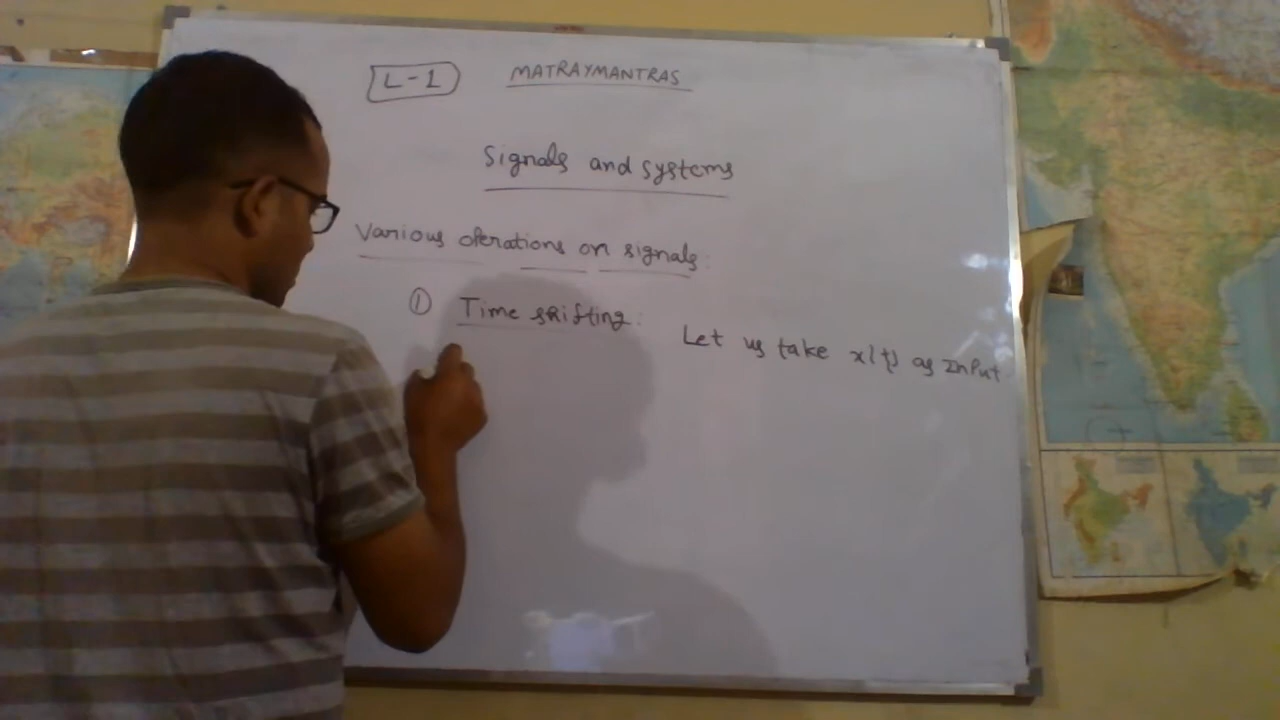 L-1
MATRAYMANTRAS
Signals and systems
Various operations on signals:
① Time shifting:
Let us take x(t) as Input